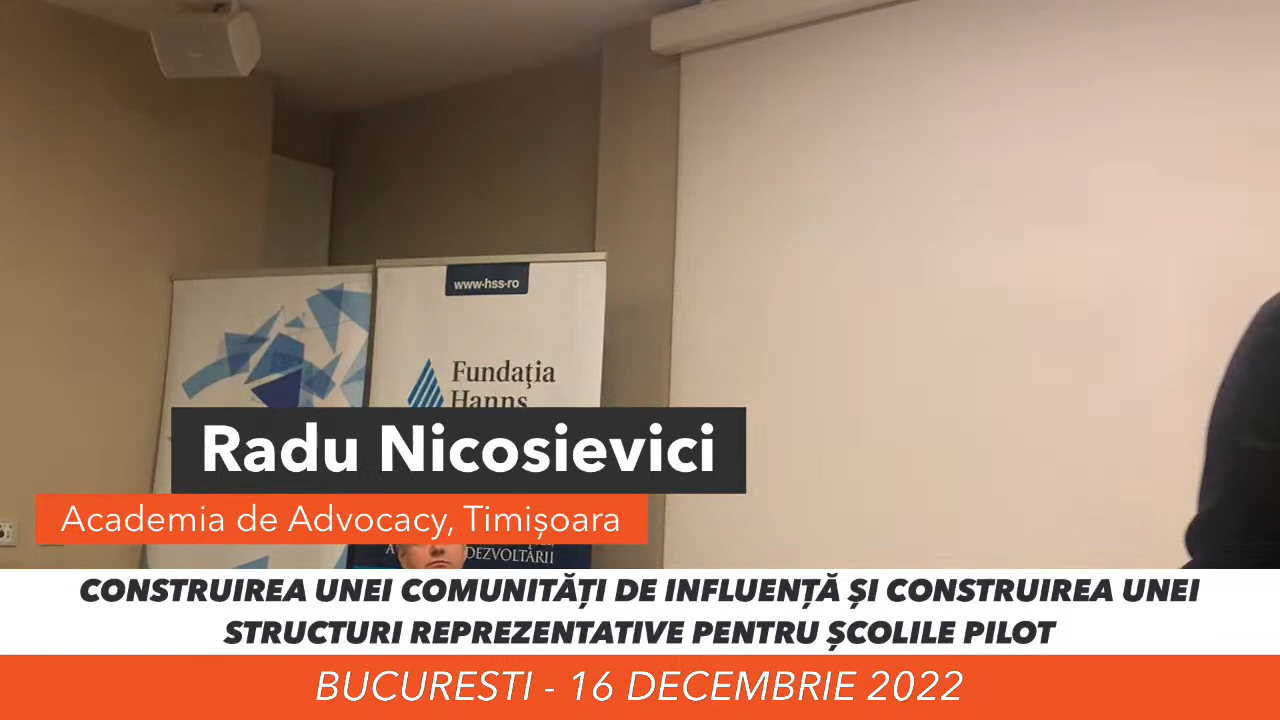 www.hss.ro
Fundaţia
Hanns
Radu Nicosievici
Academia de Advocacy, Timișoara
DEZVOLTĂRII
CONSTRUIREA UNEI COMUNITĂȚI DE INFLUENȚĂ ȘI CONSTRUIREA UNEI
STRUCTURI REPREZENTATIVE PENTRU ȘCOLILE PILOT
BUCURESTI - 16 DECEMBRIE 2022